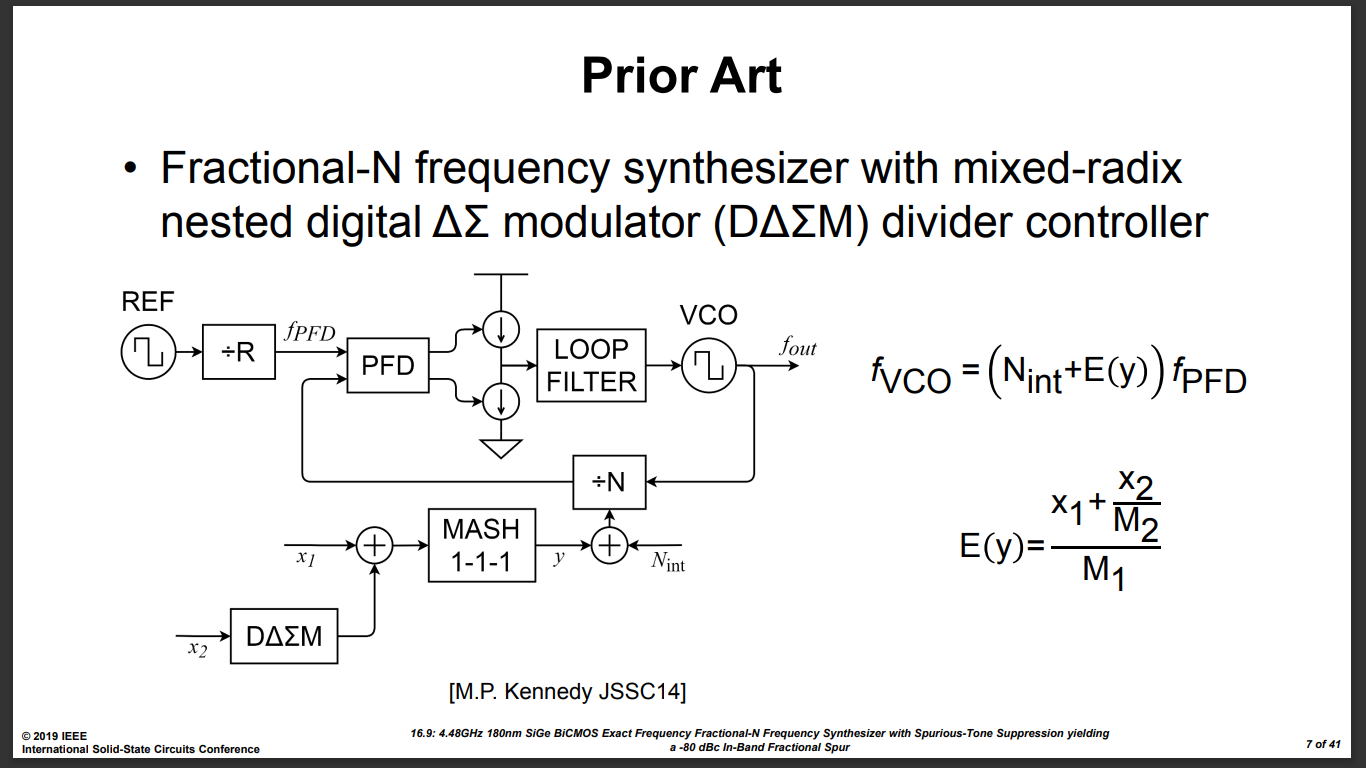 Prior Art
• Fractional-N frequency synthesizer with mixed-radix
nested digital ΔΣ modulator (DΔΣM) divider controller
REF
÷R
fPFD
PFD
LOOP
FILTER
VCO
fout
÷N
x1
MASH
1-1-1
y
Nint
x2
DΔΣM
fVCO = (Nint+E(y)) fPFD
E(y)=
x1+
x2
M2
M1
[M.P. Kennedy JSSC14]
© 2019 IEEE
International Solid-State Circuits Conference
16.9: 4.48GHz 180nm SiGe BiCMOS Exact Frequency Fractional-N Frequency Synthesizer with Spurious-Tone Suppression yielding
a -80 dBc In-Band Fractional Spur
7 of 41